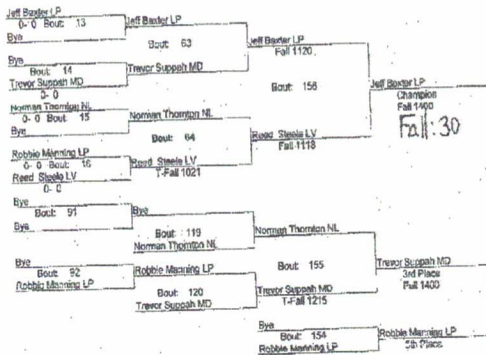 Jeff Baxter LP
0- 0 Bout: 13
Bye
Jeff Baxter LP
Bout: 63
Bye
Bout: 14
Trevor Suppah MD
0- 0
Trevor Suppah MD
Jeff Baxter LP
Fall 1120
Bout: 156
Norman Thornton NL
0- 0 Bout: 15
Bye
Norman Thornton NL
Bout: 64
Robbie Manning LP
0- 0 Bout: 16
Reed Steele LV
0- 0
Reed Steele LV
T-Fall 1021
Reed Steele LV
Fall 1118
Jeff Baxter LP
Champion
Fall 1400
Fall :30
Bye
Bout: 91
Bye
Bye
Bout: 119
Norman Thornton NL
Norman Thornton NL
Bout: 155
Bye
Bout: 92
Robbie Manning LP
Robbie Manning LP
Bout: 120
Trevor Suppah MD
Trevor Suppah MD
T-Fall 1215
Trevor Suppah MD
3rd Place
Fall 1400
Bye
Bout: 154
Robbie Manning LP
Robbie Manning LP
5th Place